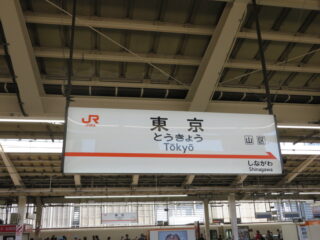 JR
東京
とうきょう
Tōkyō
山区
しながわ
Shinagawa